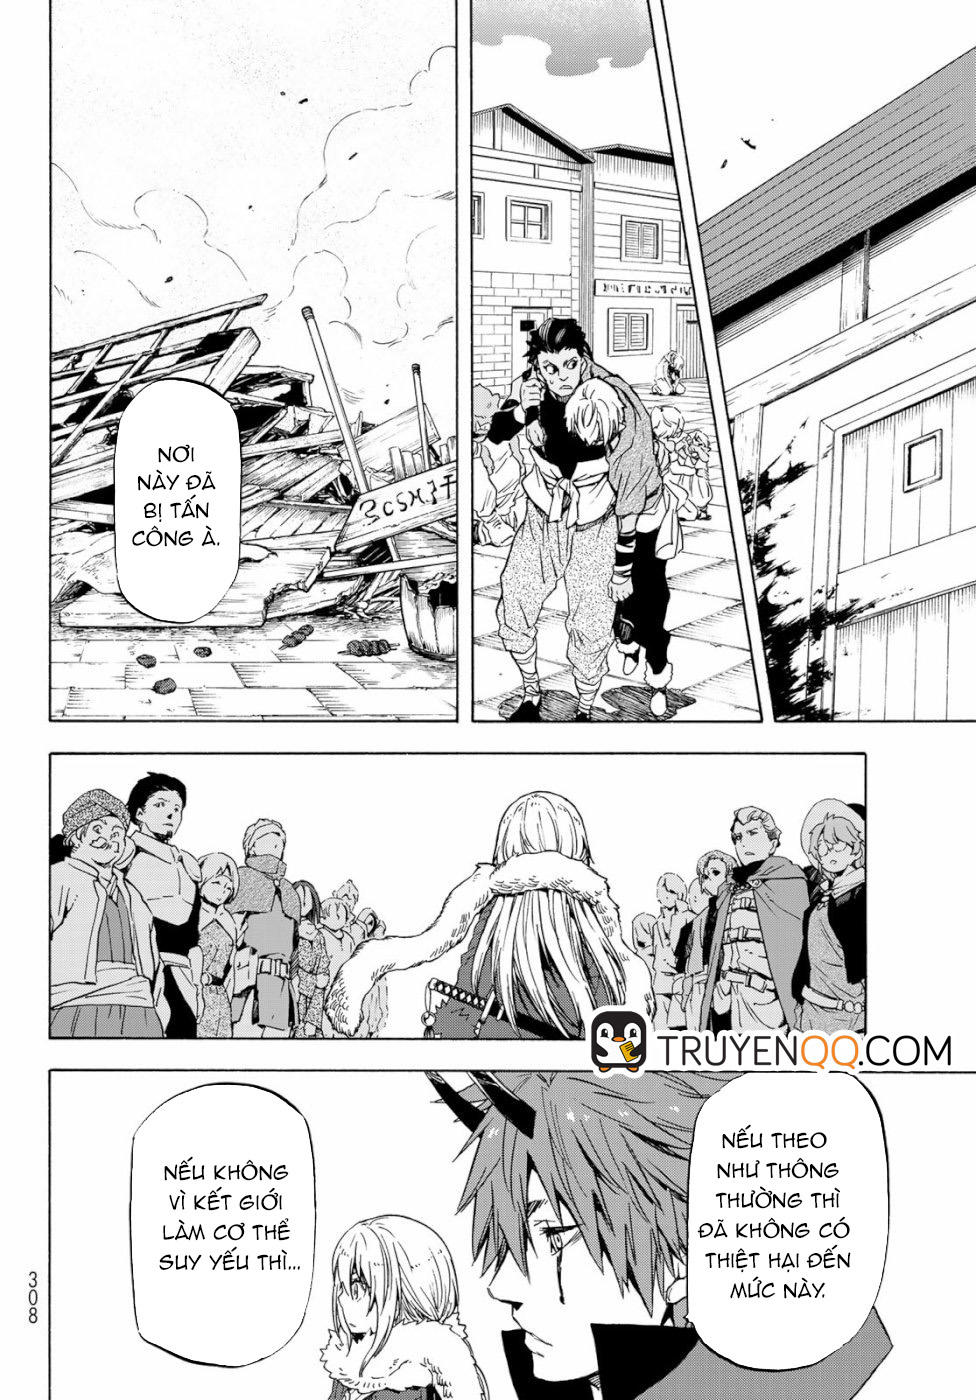 NƠI
NÀY ĐÃ
BỊ TẤN
CÔNG À.
TRUYENQQ.COM
NẾU THEO
NHƯ THÔNG
THƯỜNG THÌ
ĐÃ KHÔNG CÓ
THIỆT HẠI ĐẾN
MỨC NÀY.
NẾU KHÔNG
VÌ KẾT GIỚI
LÀM CƠ THỂ
SUY YẾU THÌ...
308